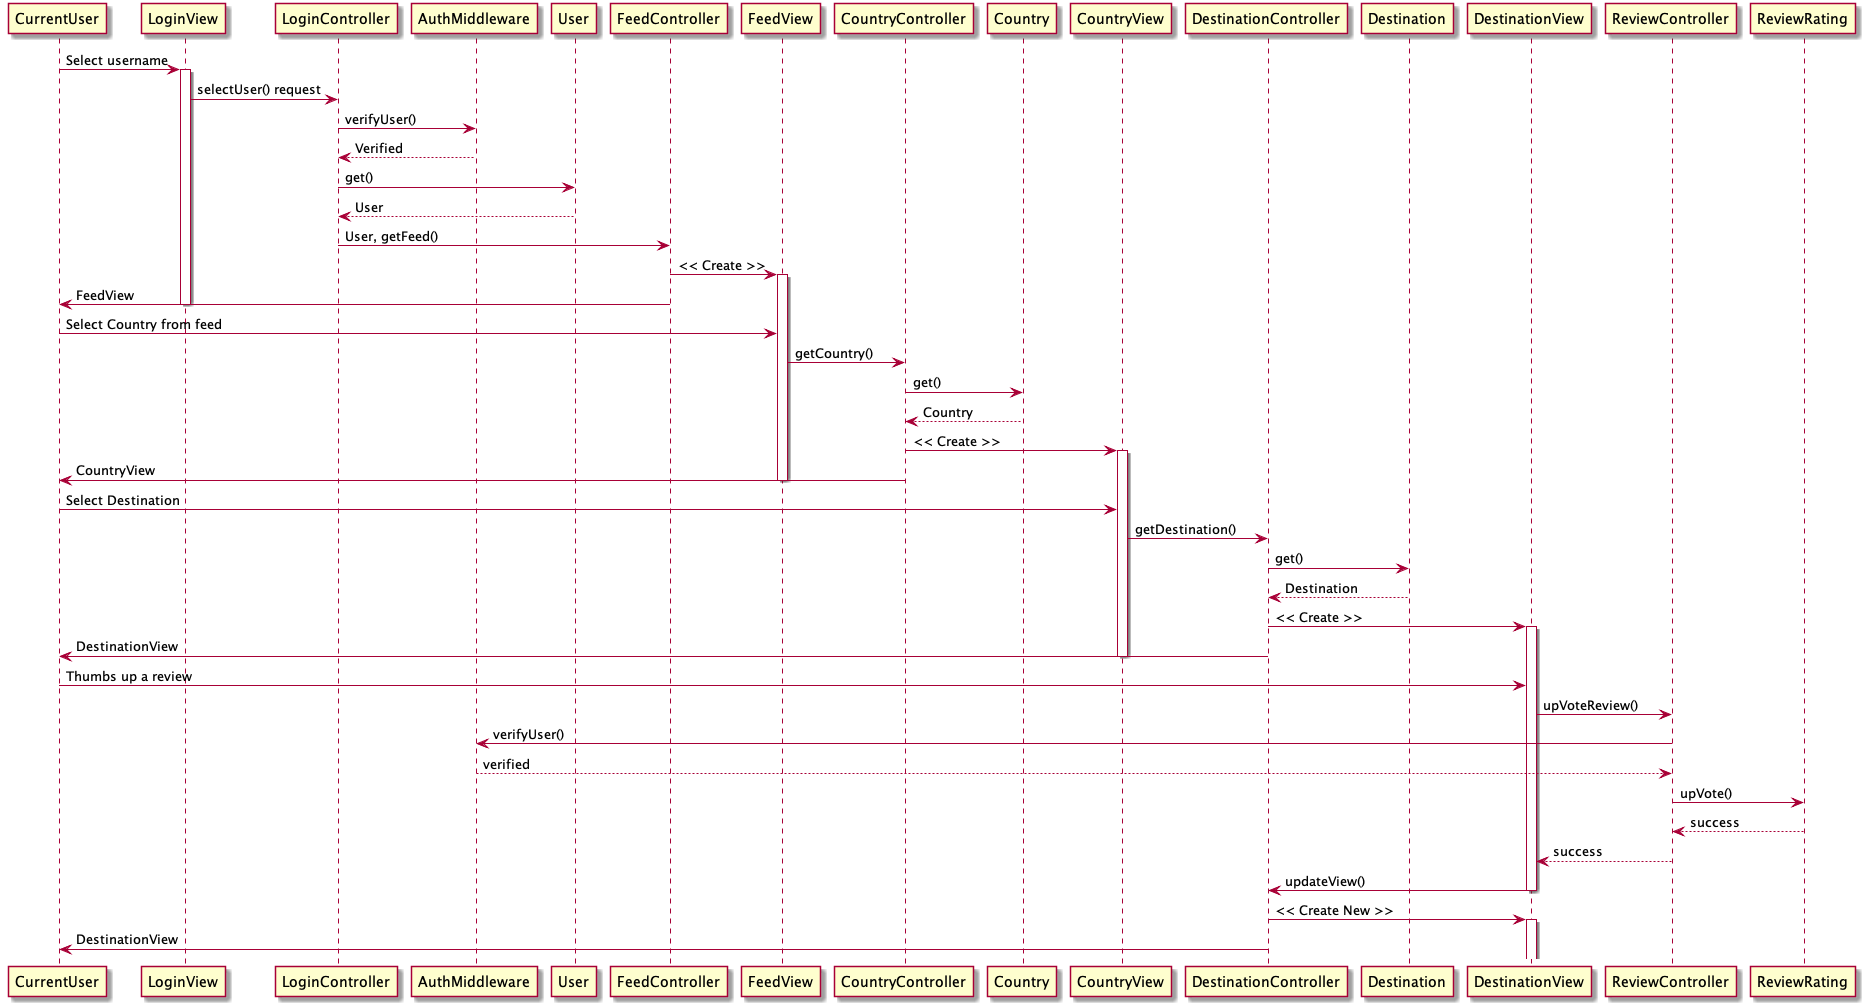 CurrentUser LoginView LoginController AuthMiddleware User FeedController FeedView CountryController Country CountryView DestinationController Destination DestinationView ReviewController ReviewRating
Select username
selectUser() request
verifyUser()
Verified
get()
User
User, getFeed()
<< Create >>
FeedView
Select Country from feed
getCountry()
get()
Country
<< Create >>
CountryView
Select Destination
getDestination()
get()
Destination
<< Create >>
DestinationView
Thumbs up a review
upVoteReview()
verifyUser()
verified
upVote()
success
success
updateView()
<< Create New >>
DestinationView
CurrentUser LoginView LoginController AuthMiddleware User FeedController FeedView CountryController Country CountryView DestinationController Destination DestinationView ReviewController ReviewRating